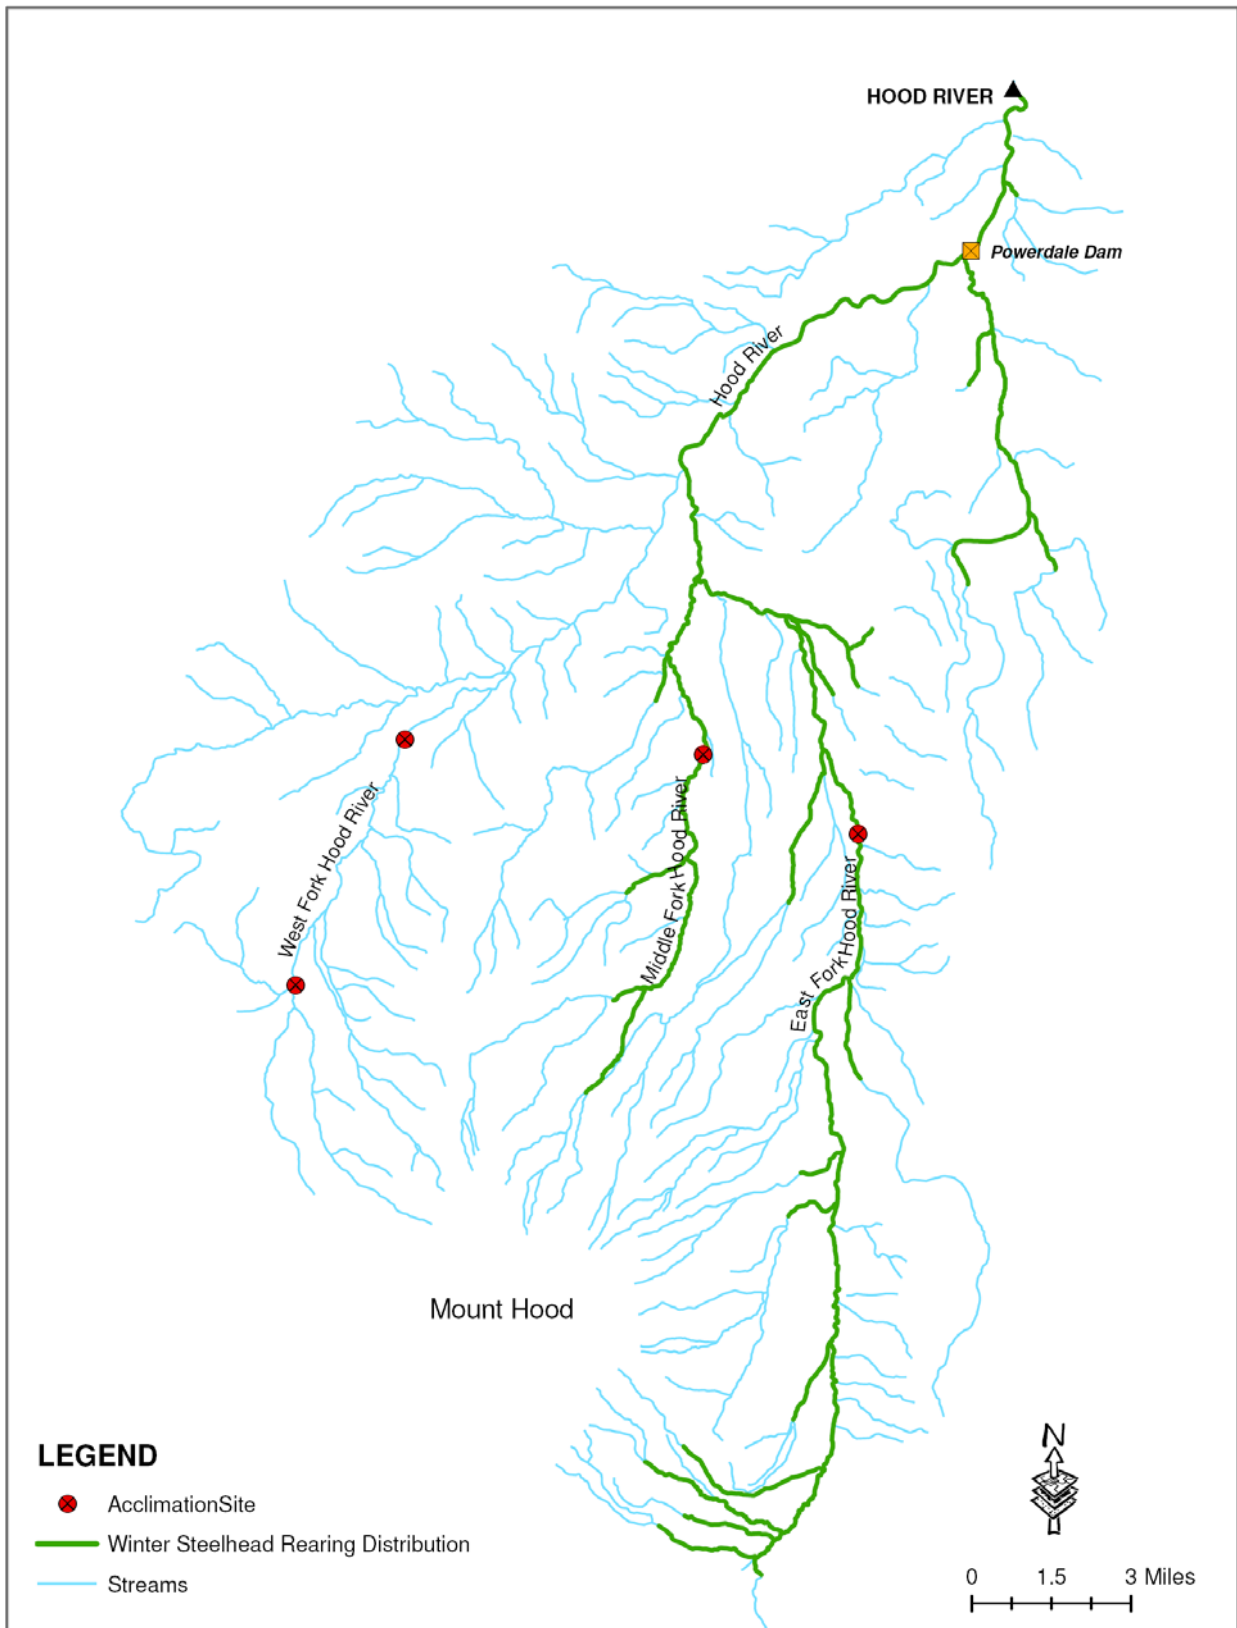 HOOD RIVER
Powerdale Dam
Hood River
West Fork Hood River
Middle Fork Hood River
East Fork Hood River
Mount Hood
LEGEND
AcclimationSite
Winter Steelhead Rearing Distribution
Streams
N
0 1.5 3 Miles